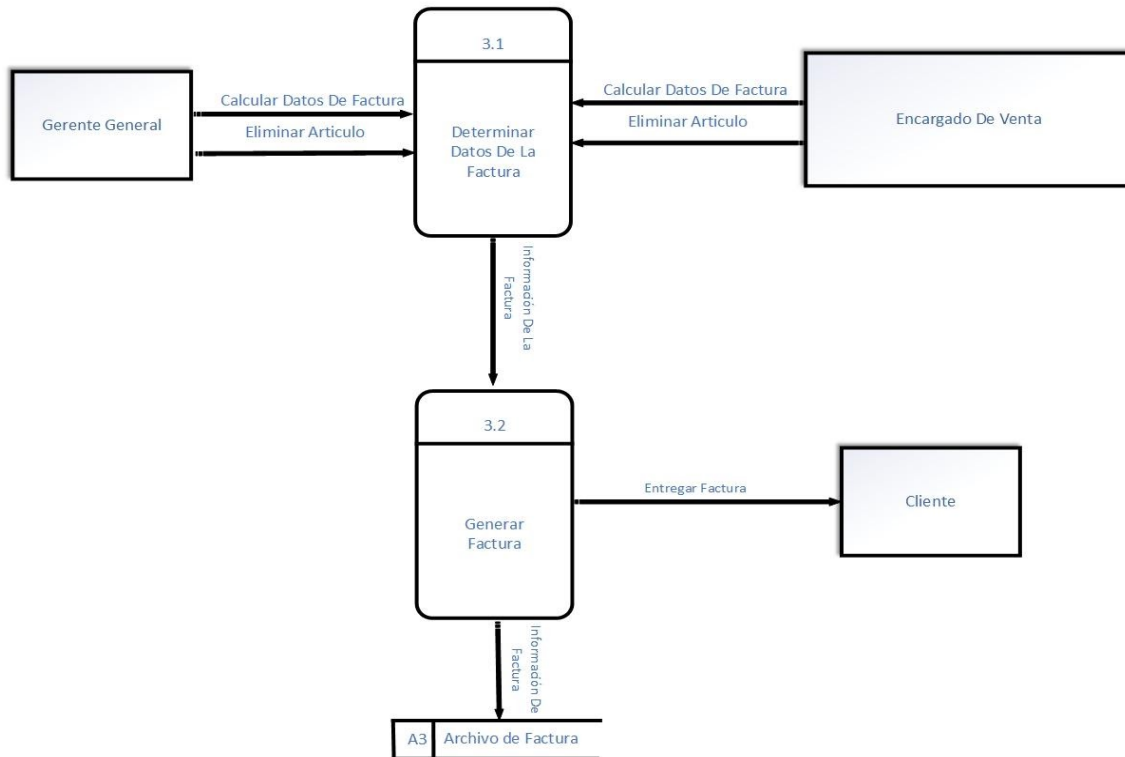 3.1
Gerente General
Calcular Datos De Factura
Eliminar Articulo
Determinar
Datos De La
Factura
Calcular Datos De Factura
Eliminar Articulo
Encargado De Venta
Información De La
Factura
3.2
Generar
Factura
Entregar Factura
Cliente
Información De
Factura
A3
Archivo de Factura